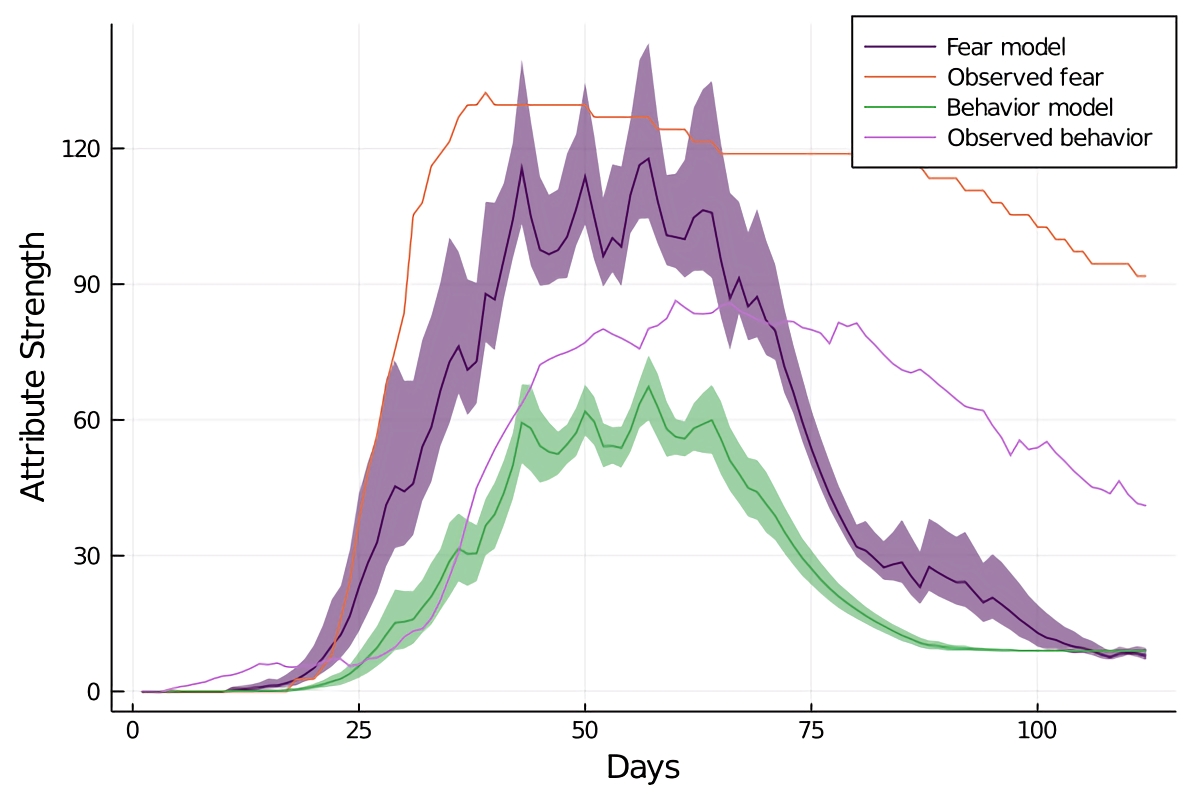 Fear model
Observed fear
Behavior model
Observed behavior
120
90
60
30
0
Attribute Strength
0 25 50 75 100
Days